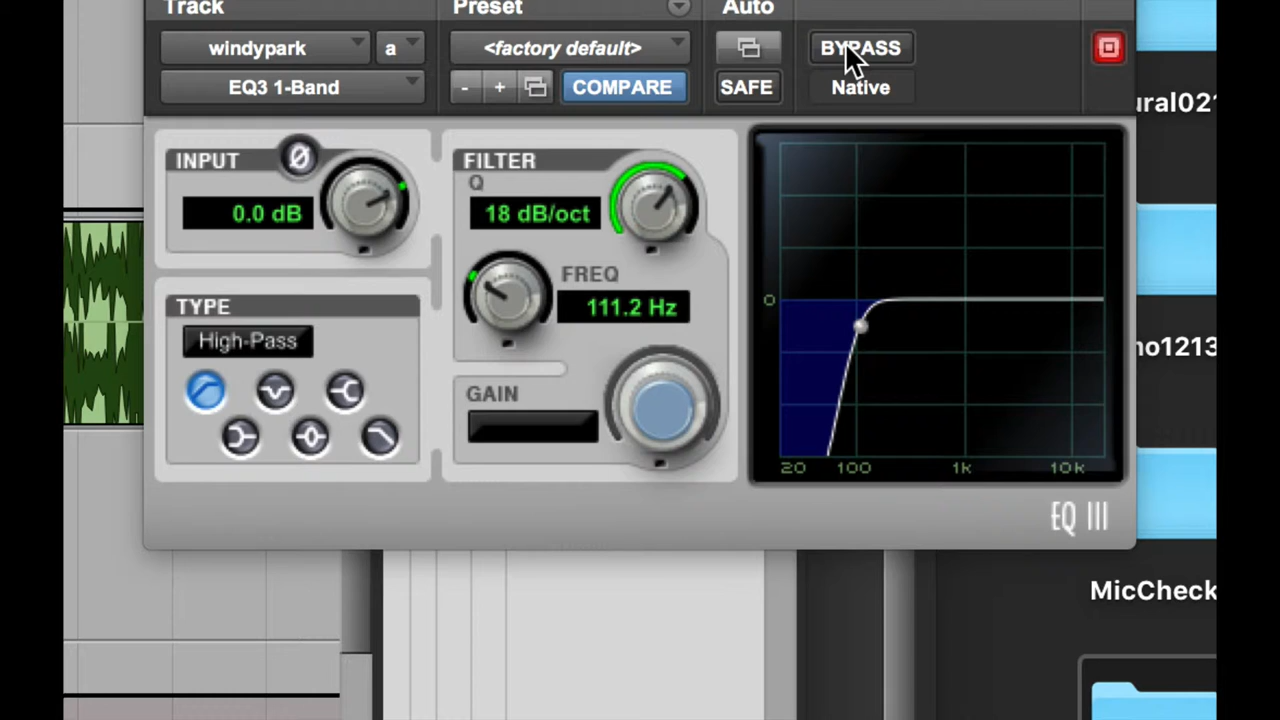 Track
Preset
Auto
windypark
a
<factory default>
BYPASS
EQ3 1-Band
-
+
COMPARE
SAFE
Native
INPUT
Ø
0.0 dB
FILTER
Q
18 dB/oct
FREQ
111.2 Hz
TYPE
High-Pass
GAIN
0
20
100
1k
10k
EQ III
ural021
no1213
MicCheck